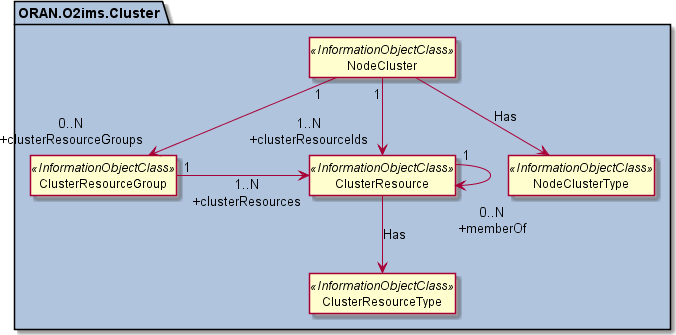 ORAN.O2ims.Cluster
«InformationObjectClass»
NodeCluster
1
1
Has
0..N
+clusterResourceGroups
1..N
+clusterResourceIds
«InformationObjectClass»
ClusterResourceGroup
1
1..N
+clusterResources
«InformationObjectClass»
ClusterResource
1
0..N
+memberOf
«InformationObjectClass»
NodeClusterType
Has
«InformationObjectClass»
ClusterResourceType